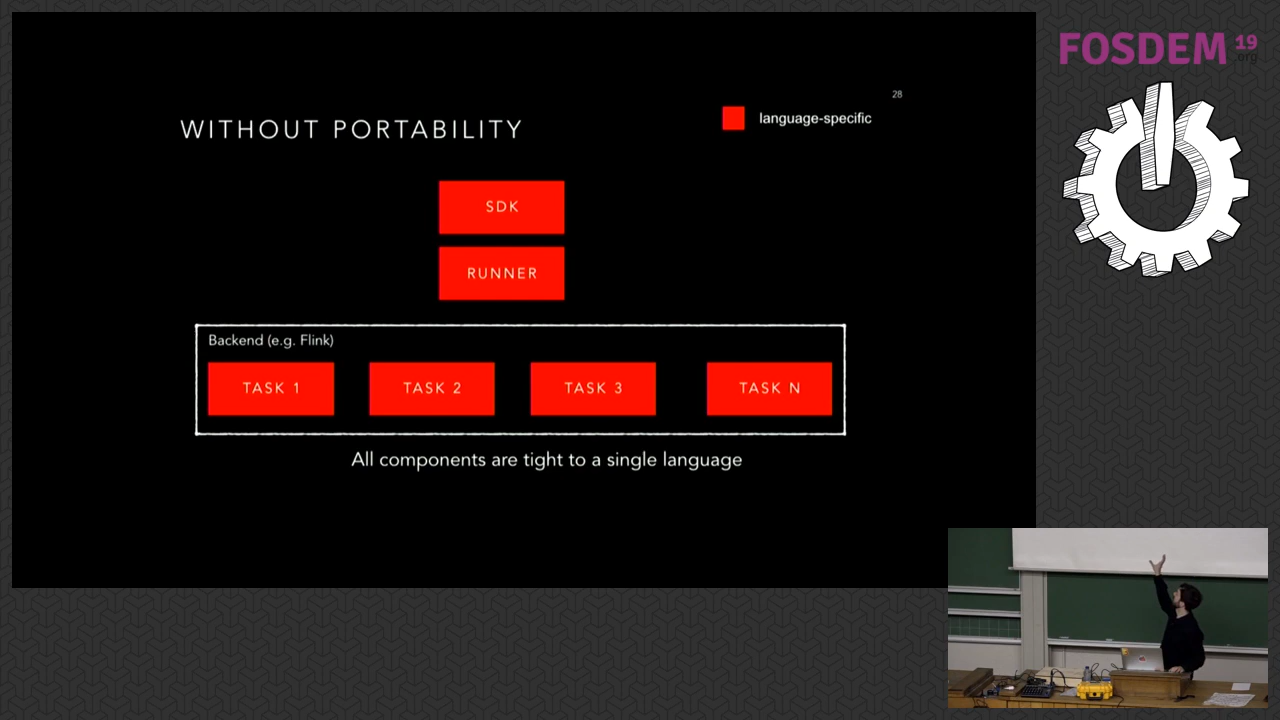 FOSDEM 19
.org
28
WITHOUT PORTABILITY
language-specific
SDK
RUNNER
Backend (e.g. Flink)
TASK 1
TASK 2
TASK 3
TASK N
All components are tight to a single language